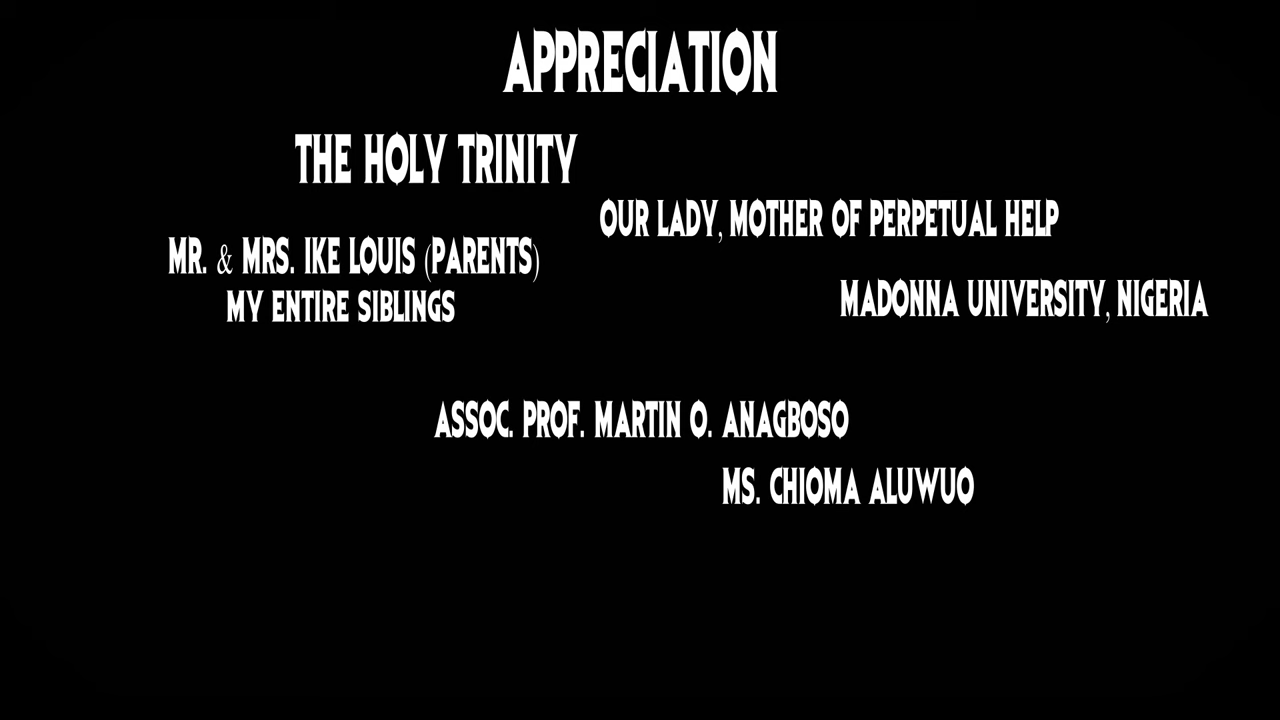 APPRECIATION
THE HOLY TRINITY
OUR LADY, MOTHER OF PERPETUAL HELP
MR. & MRS. IKE LOUIS (PARENTS)
MY ENTIRE SIBLINGS
MADONNA UNIVERSITY, NIGERIA
ASSOC. PROF. MARTIN O. ANAGBOSO
MS. CHIOMA ALUWUO